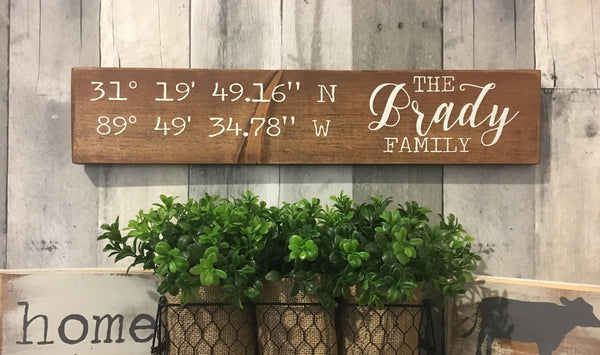 31° 19' 49.16" N
89° 49' 34.78" W
THE
Brady
FAMILY
home